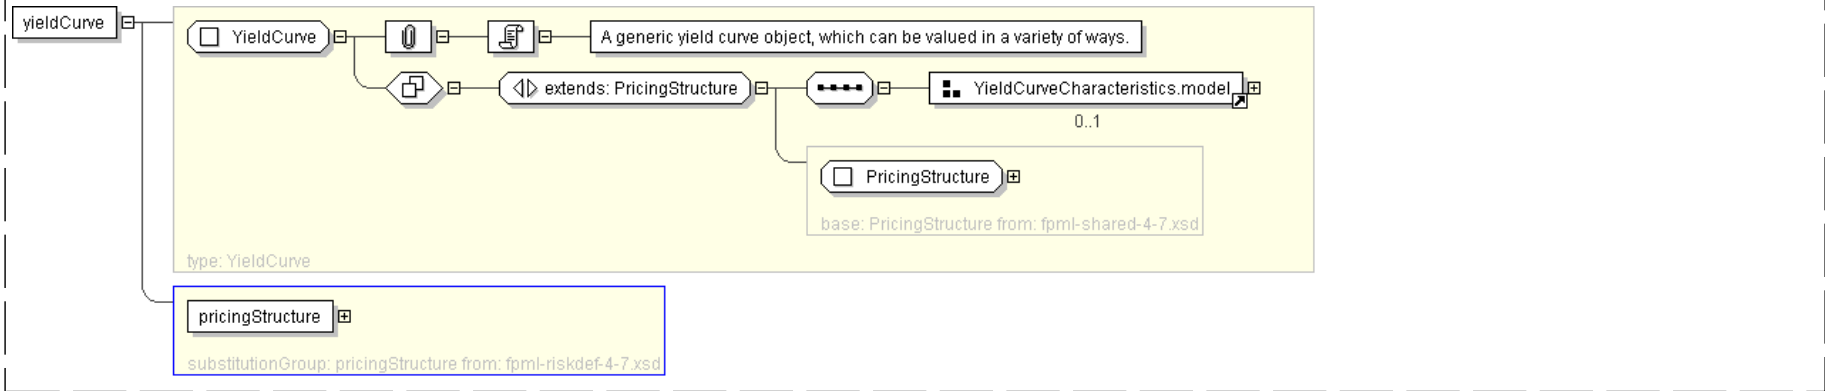 yieldCurve
YieldCurve
A generic yield curve object, which can be valued in a variety of ways.
extends: PricingStructure
YieldCurveCharacteristics.model
0..1
PricingStructure
base: PricingStructure from: fpml-shared-4-7.xsd
type: YieldCurve
pricingStructure
substitutionGroup: pricingStructure from: fpml-riskdef-4-7.xsd